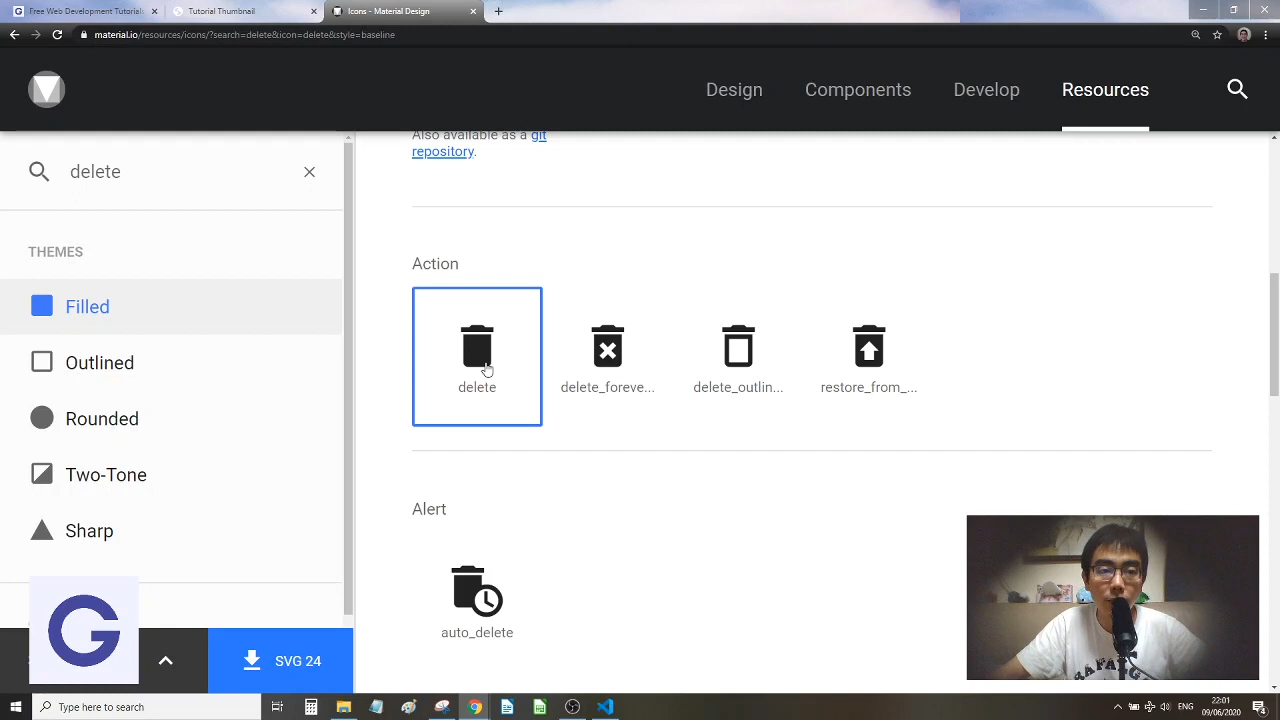 Free Web Development Tutorials
Tutorial Thumbnail
Icons - Material Design
material.io/resources/icons/?search=delete&icon=delete&style=baseline
Design
Components
Develop
Resources
delete
THEMES
Filled
Outlined
Rounded
Two-Tone
Sharp
SVG 24
Also available as a git
repository.
Action
delete
delete_foreve...
delete_outlin...
restore_from_...
Alert
auto_delete
G
Type here to search
ENG
22:01
09/06/2020